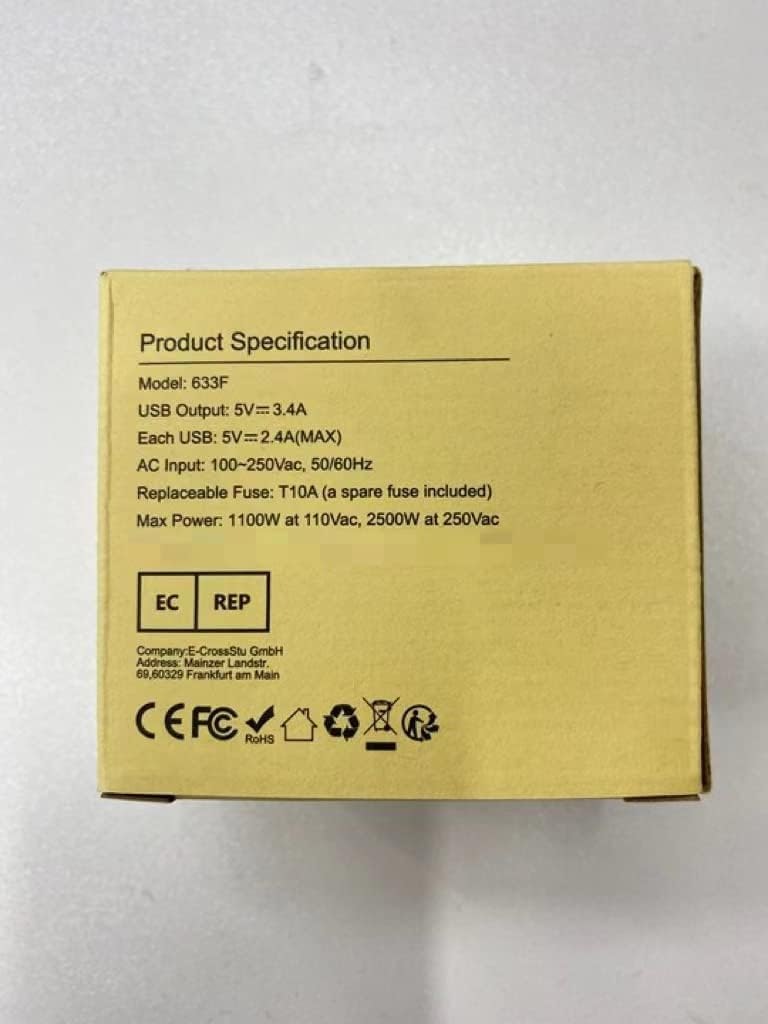 Product Specification
Model: 633F
USB Output: 5V⎓3.4A
Each USB: 5V⎓2.4A(MAX)
AC Input: 100~250Vac, 50/60Hz
Replaceable Fuse: T10A (a spare fuse included)
Max Power: 1100W at 110Vac, 2500W at 250Vac
EC REP
Company:E-CrossStu GmbH
Address: Mainzer Landstr.
69,60329 Frankfurt am Main
CE FC
RoHS